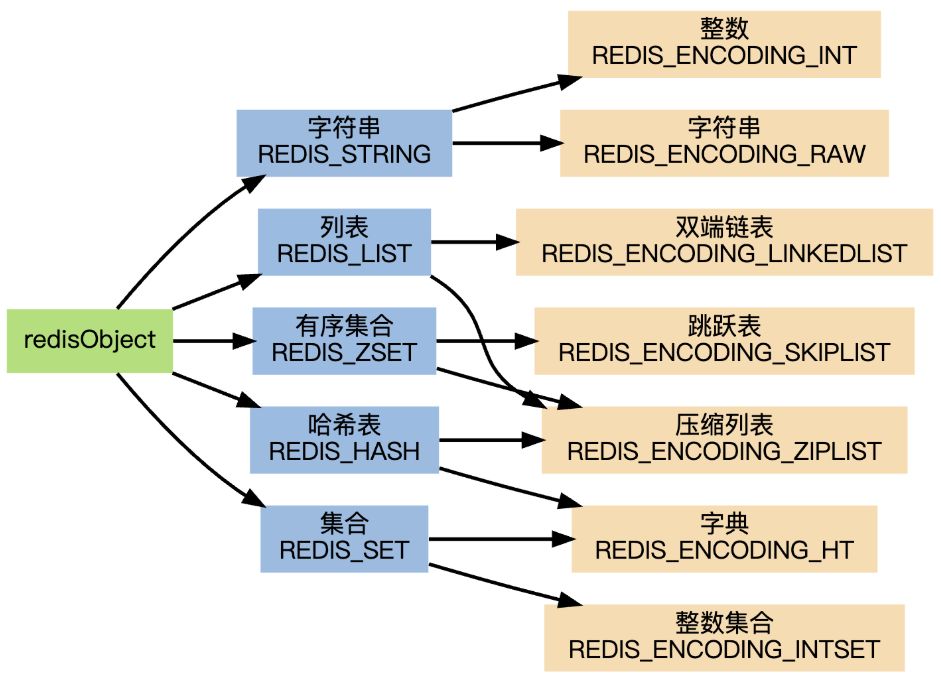 redisObject
字符串
REDIS_STRING
列表
REDIS_LIST
有序集合
REDIS_ZSET
哈希表
REDIS_HASH
集合
REDIS_SET
整数
REDIS_ENCODING_INT
字符串
REDIS_ENCODING_RAW
双端链表
REDIS_ENCODING_LINKEDLIST
跳跃表
REDIS_ENCODING_SKIPLIST
压缩列表
REDIS_ENCODING_ZIPLIST
字典
REDIS_ENCODING_HT
整数集合
REDIS_ENCODING_INTSET